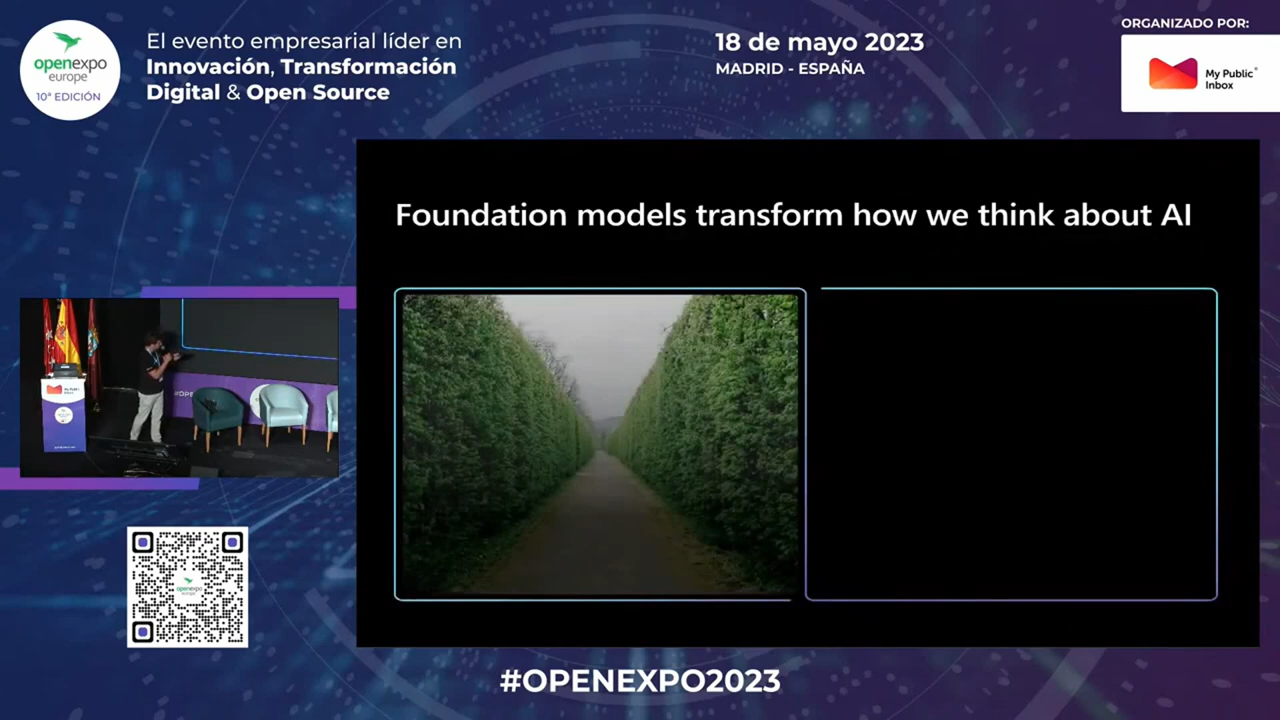 openexpo
europe
10ª EDICIÓN
El evento empresarial líder en
Innovación, Transformación
Digital & Open Source
18 de mayo 2023
MADRID - ESPAÑA
ORGANIZADO POR:
My Public
Inbox
Foundation models transform how we think about AI
#OPENEXPO2023